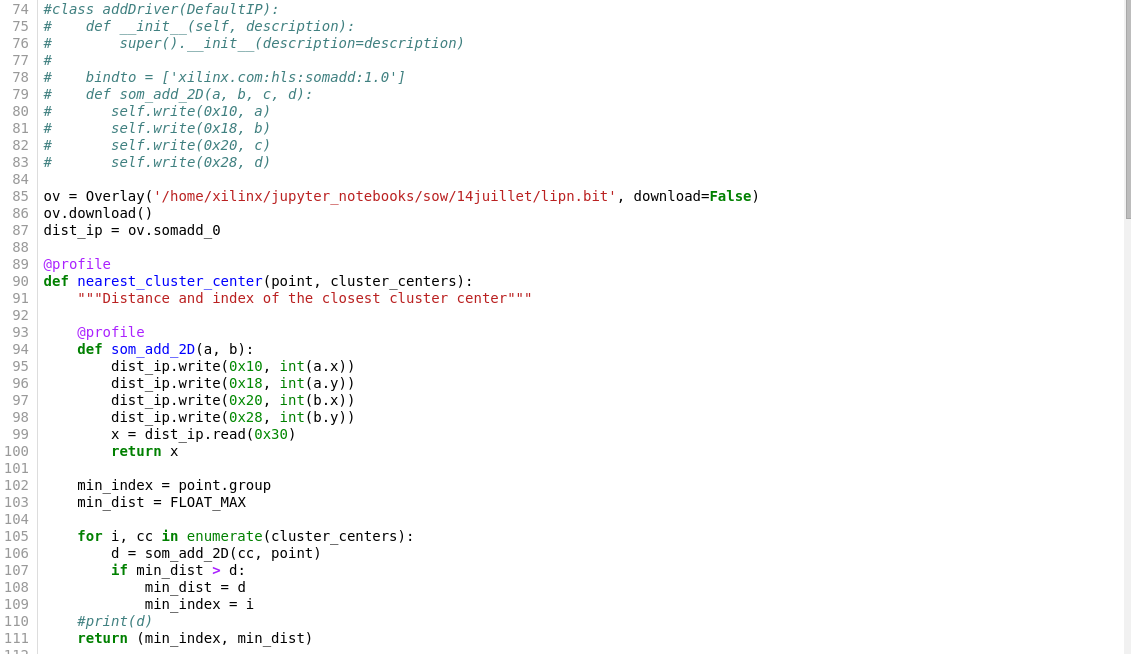 74 #class addDriver(DefaultIP):
75 #    def __init__(self, description):
76 #        super().__init__(description=description)
77 #
78 #    bindto = ['xilinx.com:hls:somadd:1.0']
79 #    def som_add_2D(a, b, c, d):
80 #       self.write(0x10, a)
81 #       self.write(0x18, b)
82 #       self.write(0x20, c)
83 #       self.write(0x28, d)
84
85 ov = Overlay('/home/xilinx/jupyter_notebooks/sow/14juillet/lipn.bit', download=False)
86 ov.download()
87 dist_ip = ov.somadd_0
88
89 @profile
90 def nearest_cluster_center(point, cluster_centers):
91     """Distance and index of the closest cluster center"""
92
93     @profile
94     def som_add_2D(a, b):
95         dist_ip.write(0x10, int(a.x))
96         dist_ip.write(0x18, int(a.y))
97         dist_ip.write(0x20, int(b.x))
98         dist_ip.write(0x28, int(b.y))
99         x = dist_ip.read(0x30)
100         return x
101
102     min_index = point.group
103     min_dist = FLOAT_MAX
104
105     for i, cc in enumerate(cluster_centers):
106         d = som_add_2D(cc, point)
107         if min_dist > d:
108             min_dist = d
109             min_index = i
110     #print(d)
111     return (min_index, min_dist)